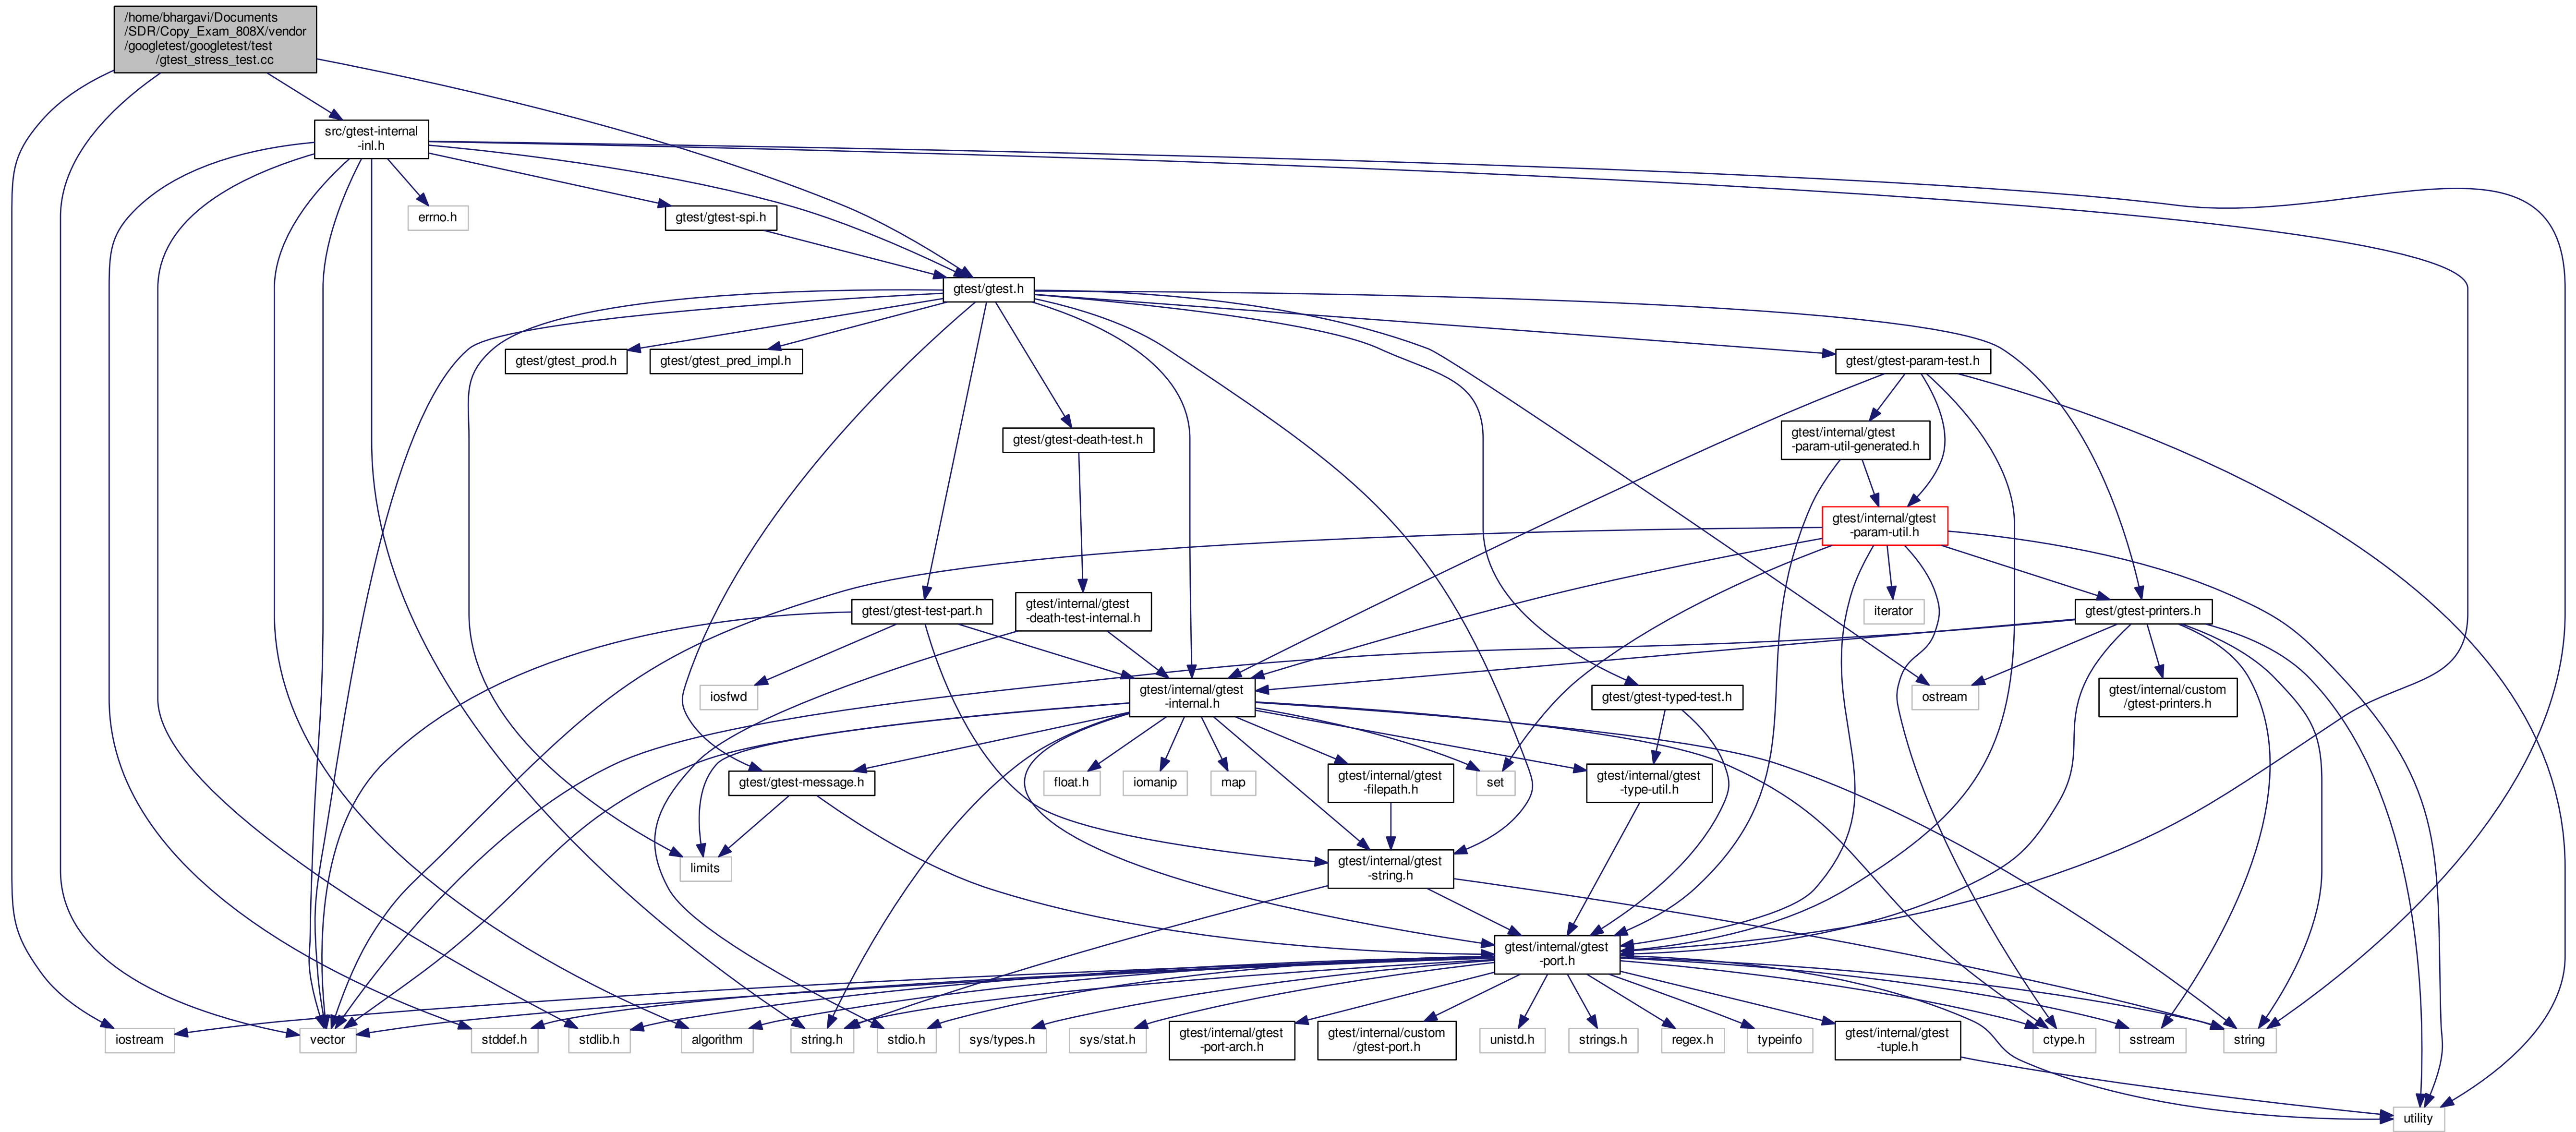 /home/bhargavi/Documents
/SDR/Copy_Exam_808X/vendor
/googletest/googletest/test
/gtest_stress_test.cc
src/gtest-internal
-inl.h
errno.h
gtest/gtest-spi.h
gtest/gtest.h
gtest/gtest_prod.h
gtest/gtest_pred_impl.h
gtest/gtest-param-test.h
gtest/gtest-death-test.h
gtest/internal/gtest
-param-util-generated.h
gtest/internal/gtest
-param-util.h
gtest/gtest-test-part.h
gtest/internal/gtest
-death-test-internal.h
iterator
gtest/gtest-printers.h
iosfwd
gtest/internal/gtest
-internal.h
gtest/gtest-typed-test.h
ostream
gtest/internal/custom
/gtest-printers.h
gtest/gtest-message.h
float.h
iomanip
map
gtest/internal/gtest
-filepath.h
set
gtest/internal/gtest
-type-util.h
limits
gtest/internal/gtest
-string.h
gtest/internal/gtest
-port.h
iostream
vector
stddef.h
stdlib.h
algorithm
string.h
stdio.h
sys/types.h
sys/stat.h
gtest/internal/gtest
-port-arch.h
gtest/internal/custom
/gtest-port.h
unistd.h
strings.h
regex.h
typeinfo
gtest/internal/gtest
-tuple.h
ctype.h
sstream
string
utility